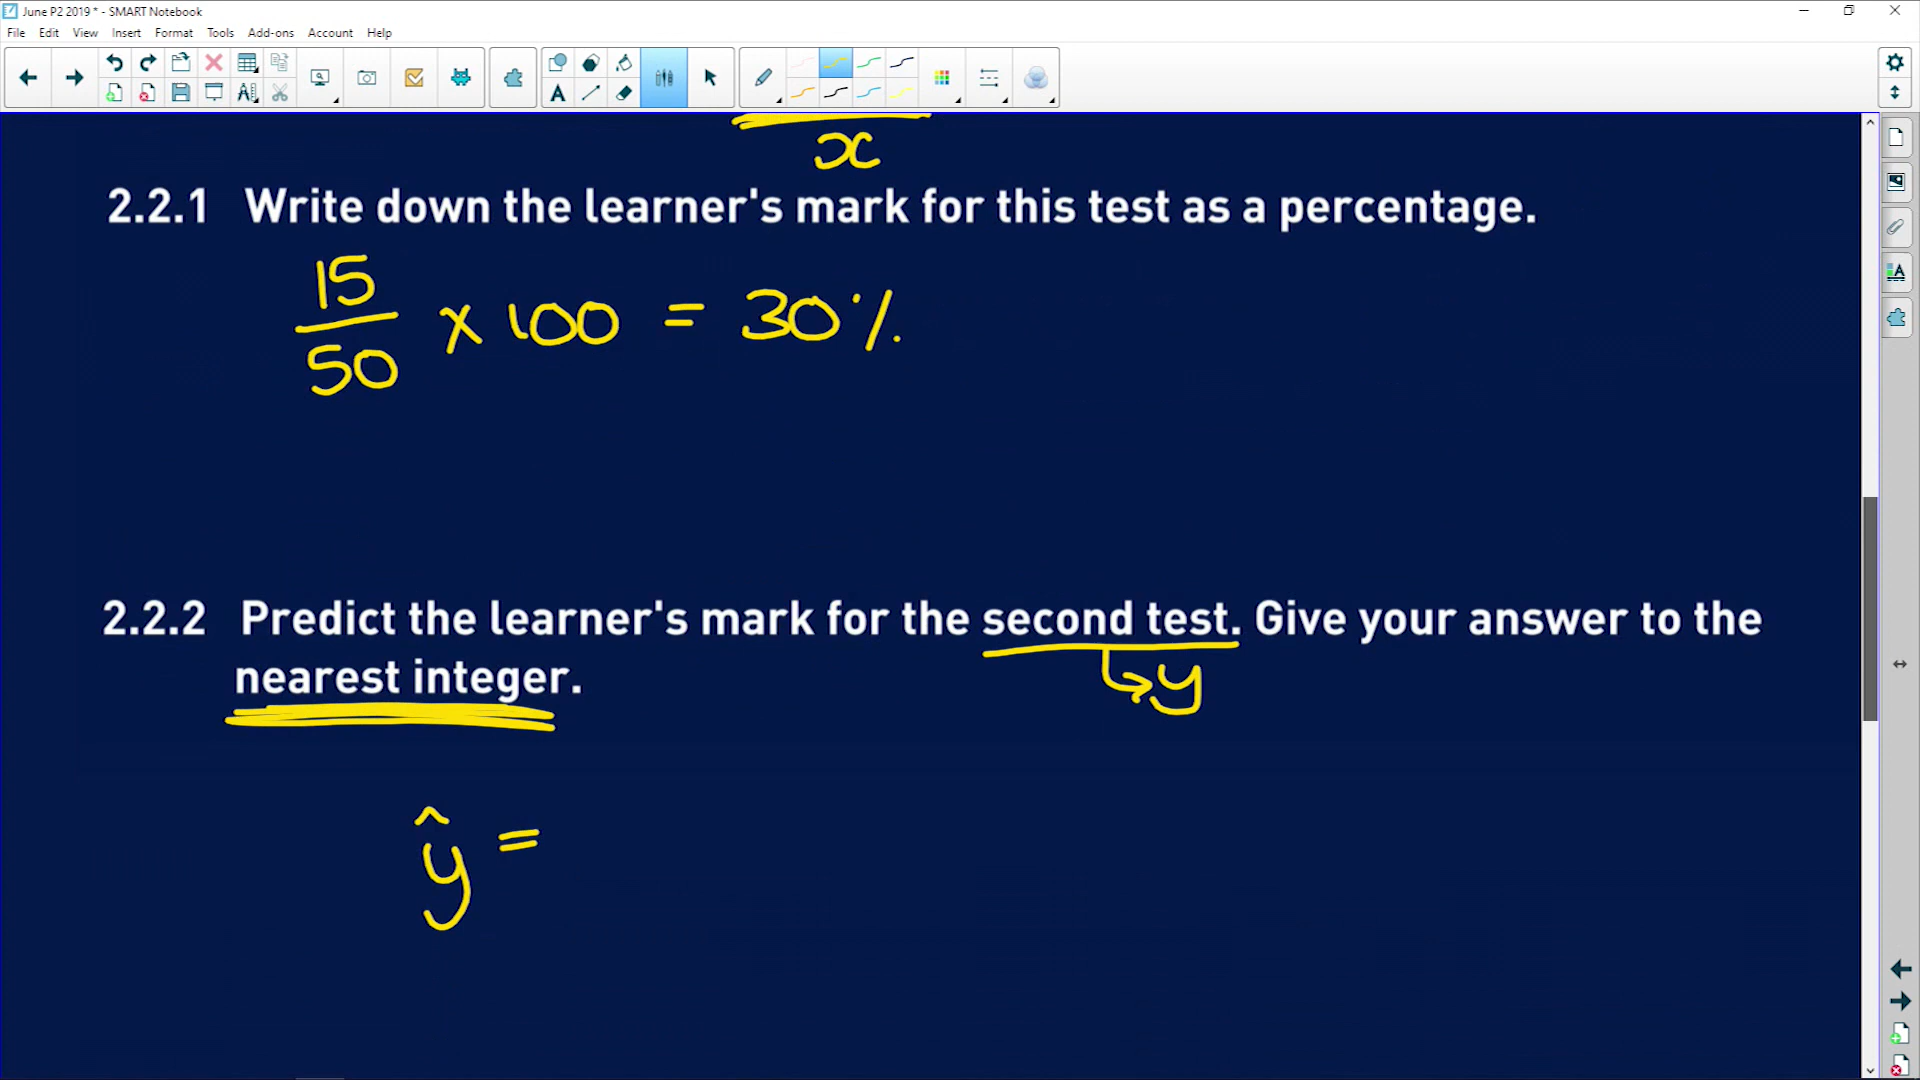 June P2 2019 * - SMART Notebook
File Edit View Insert Format Tools Add-ons Account Help
x
2.2.1 Write down the learner's mark for this test as a percentage.
15/50 × 100 = 30%.
2.2.2 Predict the learner's mark for the second test. Give your answer to the
nearest integer.
↳y
ŷ =